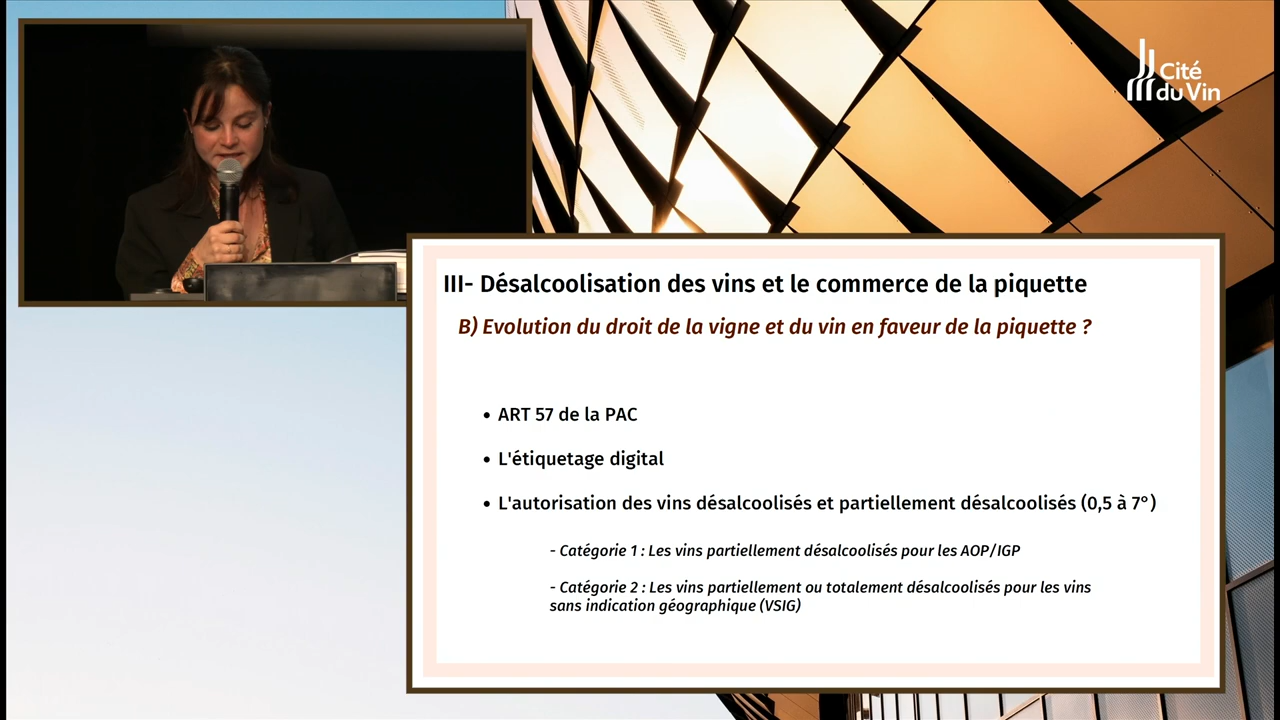 Cité
du Vin
III- Désalcoolisation des vins et le commerce de la piquette
B) Evolution du droit de la vigne et du vin en faveur de la piquette ?
• ART 57 de la PAC
• L'étiquetage digital
• L'autorisation des vins désalcoolisés et partiellement désalcoolisés (0,5 à 7°)
- Catégorie 1 : Les vins partiellement désalcoolisés pour les AOP/IGP
- Catégorie 2 : Les vins partiellement ou totalement désalcoolisés pour les vins
sans indication géographique (VSIG)